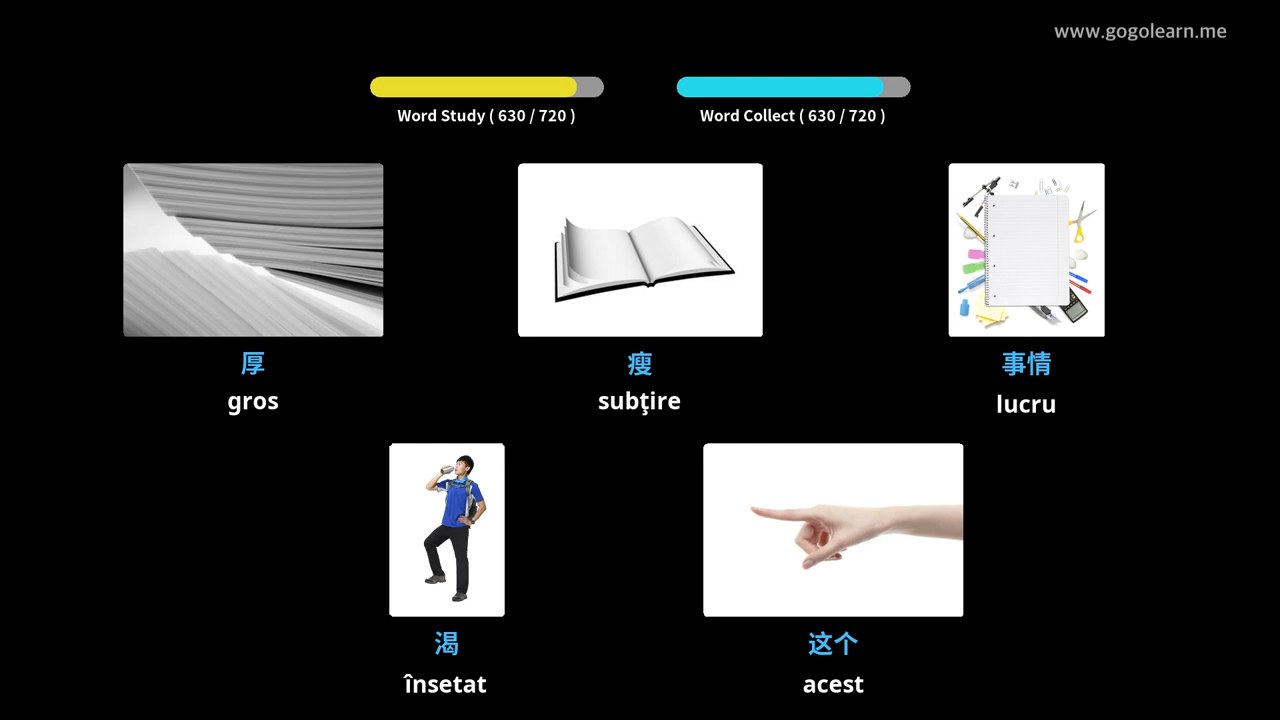 www.gogolearn.me
Word Study ( 630 / 720 )
Word Collect ( 630 / 720 )
厚
gros
瘦
subţire
事情
lucru
渴
însetat
这个
acest